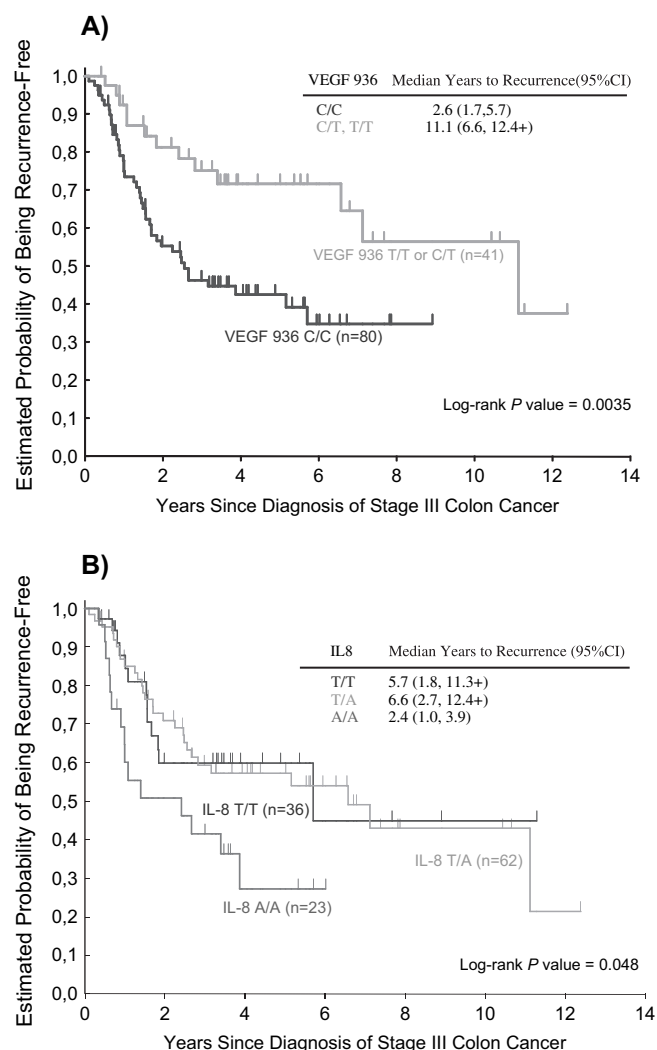 A)
VEGF 936 Median Years to Recurrence(95%CI)
C/C 2.6 (1.7,5.7)
C/T, T/T 11.1 (6.6, 12.4+)
Estimated Probability of Being Recurrence-Free
1,0
0,9
0,8
0,7
0,6
0,5
0,4
0,3
0,2
0,1
0,0
VEGF 936 T/T or C/T (n=41)
VEGF 936 C/C (n=80)
Log-rank P value = 0.0035
0 2 4 6 8 10 12 14
Years Since Diagnosis of Stage III Colon Cancer
B)
IL8 Median Years to Recurrence (95%CI)
T/T 5.7 (1.8, 11.3+)
T/A 6.6 (2.7, 12.4+)
A/A 2.4 (1.0, 3.9)
Estimated Probability of Being Recurrence-Free
1,0
0,9
0,8
0,7
0,6
0,5
0,4
0,3
0,2
0,1
0,0
IL-8 T/T (n=36)
IL-8 T/A (n=62)
IL-8 A/A (n=23)
Log-rank P value = 0.048
0 2 4 6 8 10 12 14
Years Since Diagnosis of Stage III Colon Cancer